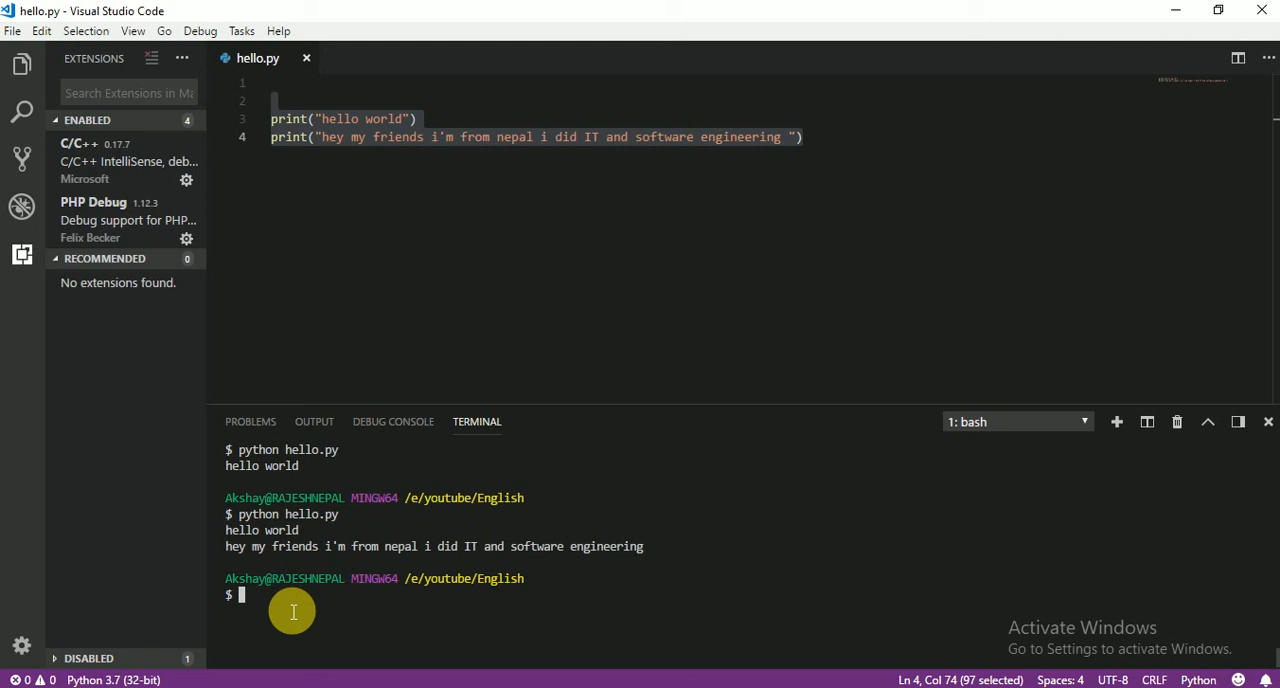 hello.py - Visual Studio Code
File Edit Selection View Go Debug Tasks Help
EXTENSIONS
hello.py
Search Extensions in Ma
ENABLED 4
C/C++ 0.17.7
C/C++ IntelliSense, deb...
Microsoft
PHP Debug 1.12.3
Debug support for PHP...
Felix Becker
RECOMMENDED 0
No extensions found.
DISABLED 1
1
2
3 print("hello world")
4 print("hey my friends i'm from nepal i did IT and software engineering ")
PROBLEMS OUTPUT DEBUG CONSOLE TERMINAL 1: bash
$ python hello.py
hello world
Akshay@RAJESHNEPAL MINGW64 /e/youtube/English
$ python hello.py
hello world
hey my friends i'm from nepal i did IT and software engineering
Akshay@RAJESHNEPAL MINGW64 /e/youtube/English
$
Activate Windows
Go to Settings to activate Windows.
0 0 Python 3.7 (32-bit) Ln 4, Col 74 (97 selected) Spaces: 4 UTF-8 CRLF Python